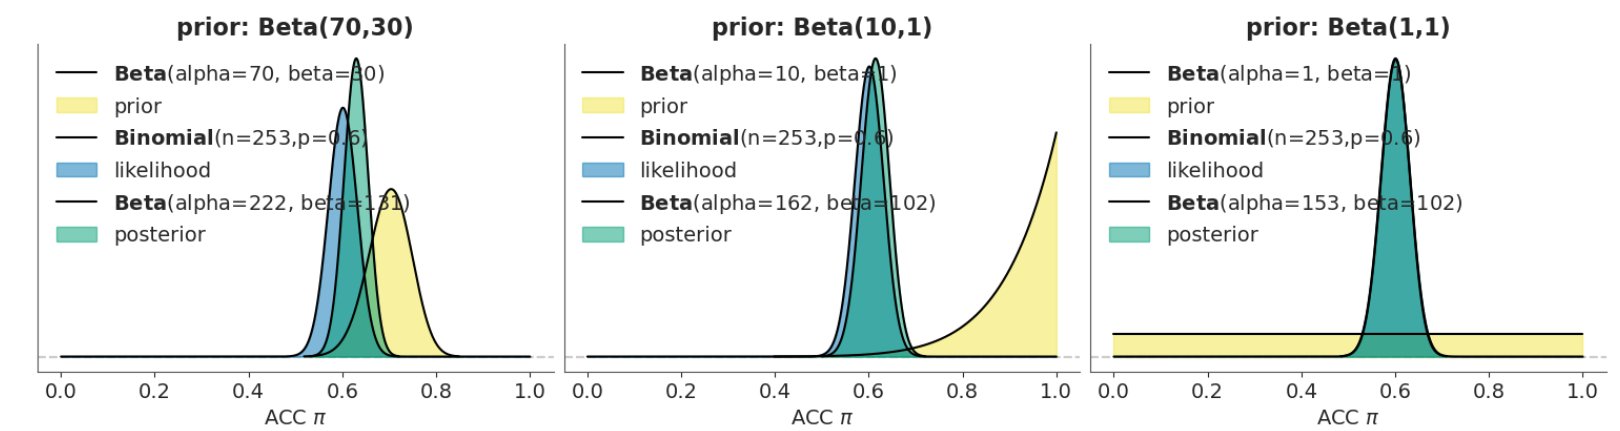 prior: Beta(70,30)
Beta(alpha=70, beta=30)
prior
Binomial(n=253,p=0.6)
likelihood
Beta(alpha=222, beta=131)
posterior
0.0 0.2 0.4 0.6 0.8 1.0
ACC π
prior: Beta(10,1)
Beta(alpha=10, beta=1)
prior
Binomial(n=253,p=0.6)
likelihood
Beta(alpha=162, beta=102)
posterior
0.0 0.2 0.4 0.6 0.8 1.0
ACC π
prior: Beta(1,1)
Beta(alpha=1, beta=1)
prior
Binomial(n=253,p=0.6)
likelihood
Beta(alpha=153, beta=102)
posterior
0.0 0.2 0.4 0.6 0.8 1.0
ACC π